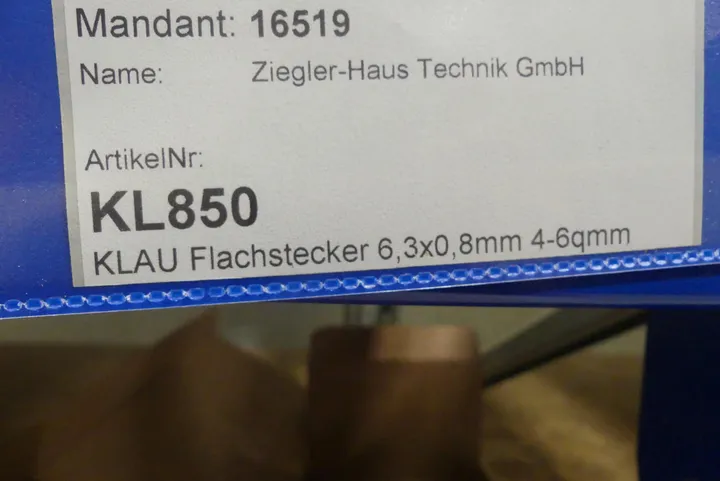 Mandant: 16519
Name: Ziegler-Haus Technik GmbH
ArtikelNr:
KL850
KLAU Flachstecker 6,3x0,8mm 4-6qmm